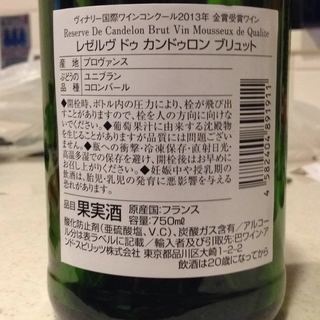 ヴィナリー国際ワインコンクール2013年 金賞受賞ワイン
Reserve De Candelon Brut Vin Mousseux de Qualite
レゼルヴ ドゥ カンドゥロン ブリュット
産地 プロヴァンス
ぶどうの品種 ユニブラン
コロンバール
◆開栓時、ボトル内の圧力により、栓が飛び出
すことがありますので、栓を人の方向に向けな
いでください。◆葡萄果汁に由来する沈殿物
を生じることがありますが品質には問題ござい
ません。◆瓶への衝撃・冷凍保存・直射日光・
高温多湿での保存を避け、開栓後はお早めに
お召し上がりください。◆妊娠中や授乳期の
飲酒は、胎児・乳児の発育に悪影響を与える
恐れがあります。
4582404891911
品目 果実酒 原産国:フランス
容量:750ml
酸化防止剤(亜硫酸塩、V.C)、炭酸ガス含有/アルコー
ル分は表ラベルに記載/輸入者及び引取先:巴ワイン・ア
ンド・スピリッツ株式会社 東京都品川区大崎1-2-2
飲酒は20歳になってから